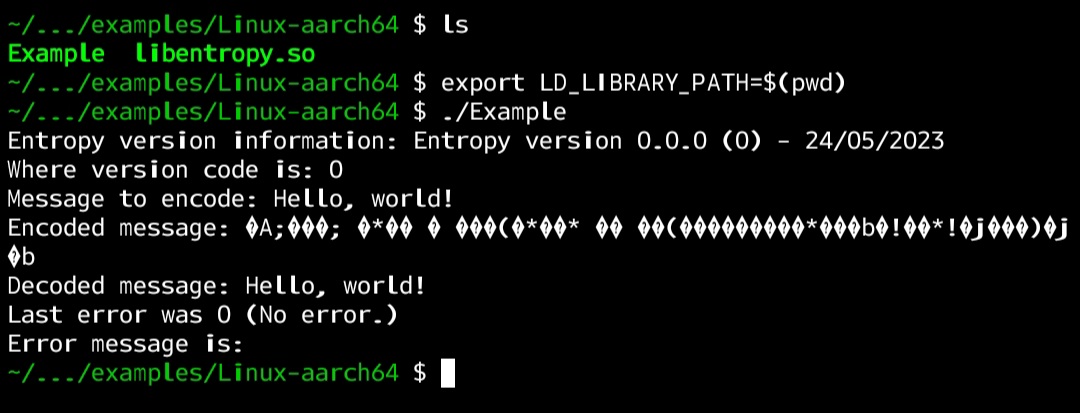 ~/.../examples/Linux-aarch64 $ ls
Example  libentropy.so
~/.../examples/Linux-aarch64 $ export LD_LIBRARY_PATH=$(pwd)
~/.../examples/Linux-aarch64 $ ./Example
Entropy version information: Entropy version 0.0.0 (0) - 24/05/2023
Where version code is: 0
Message to encode: Hello, world!
Encoded message: �A;���; �*�� � ���(�*��* �� ��(���������*���b�!��*!�j���)�j
�b
Decoded message: Hello, world!
Last error was 0 (No error.)
Error message is:
~/.../examples/Linux-aarch64 $